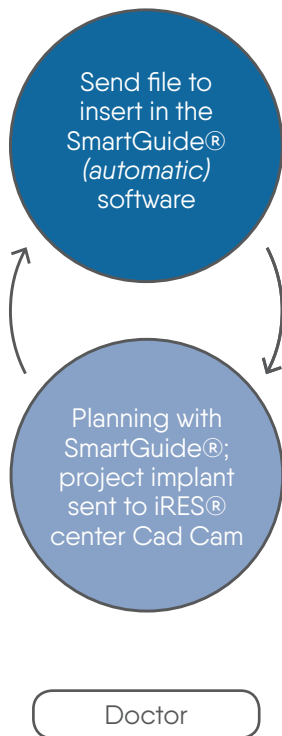 Send file to
insert in the
SmartGuide®
(automatic)
software
Planning with
SmartGuide®;
project implant
sent to iRES®
center Cad Cam
Doctor